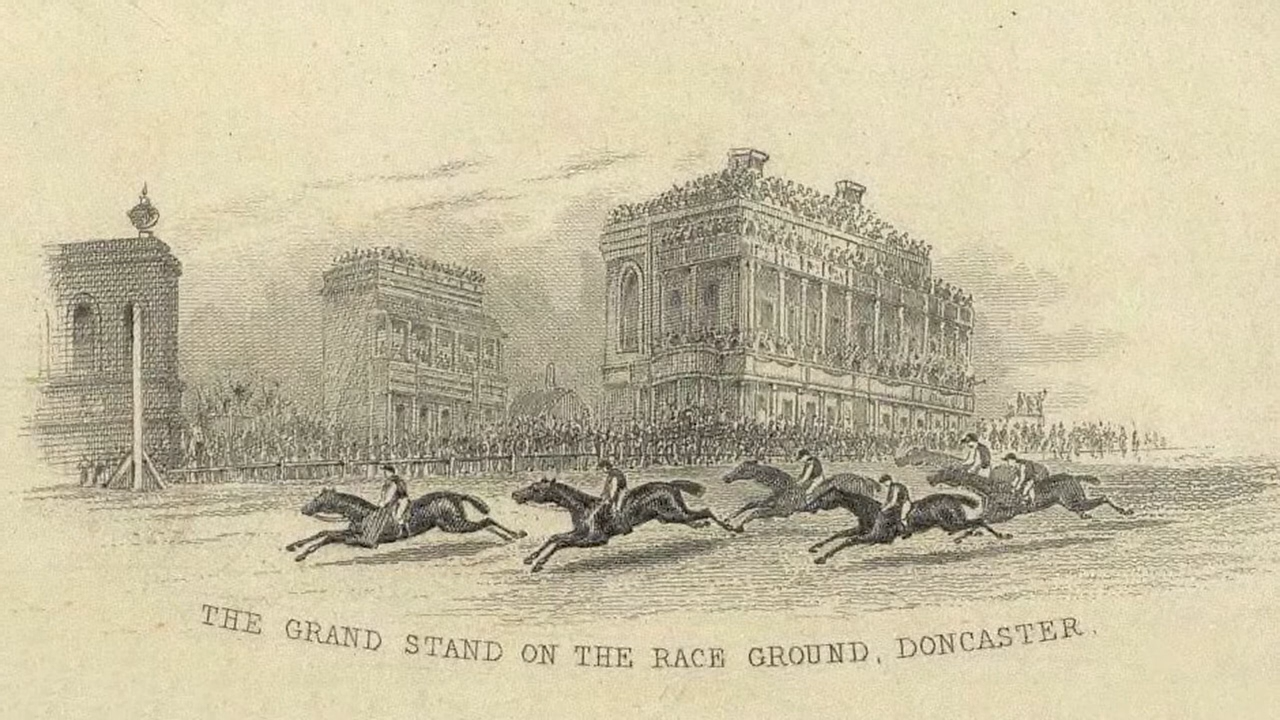 THE GRAND STAND ON THE RACE GROUND, DONCASTER.